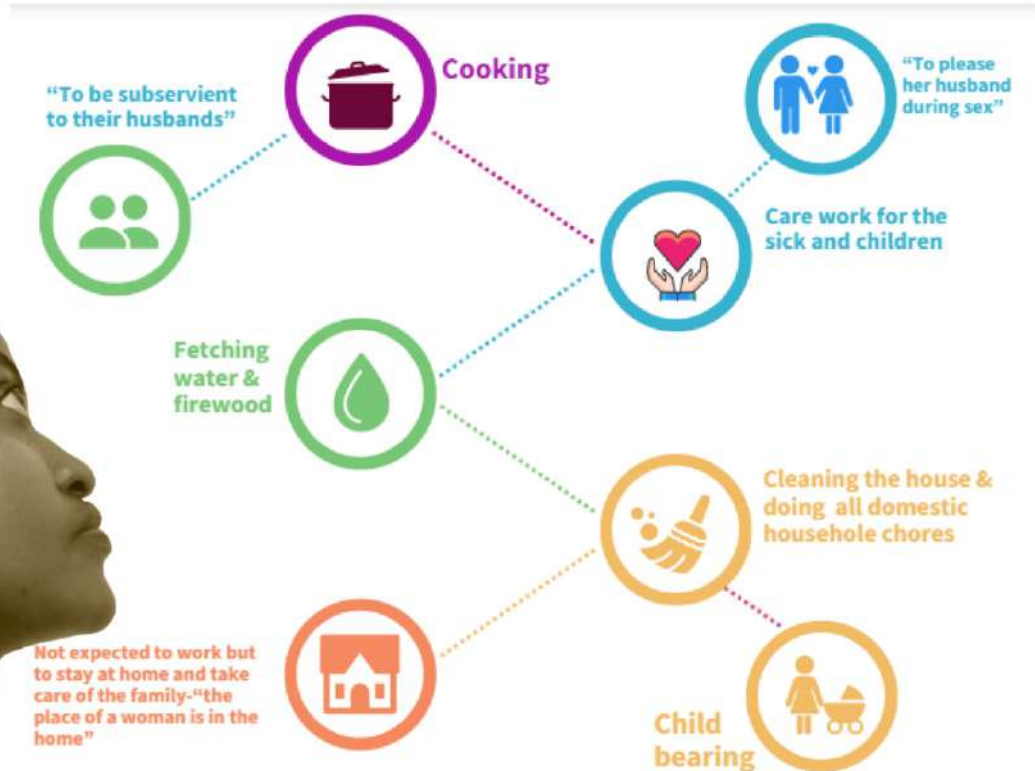 Cooking
“To be subservient
to their husbands”
“To please
her husband
during sex”
Care work for the
sick and children
Fetching
water &
firewood
Cleaning the house &
doing all domestic
househole chores
Not expected to work but
to stay at home and take
care of the family-“the
place of a woman is in the
home”
Child
bearing